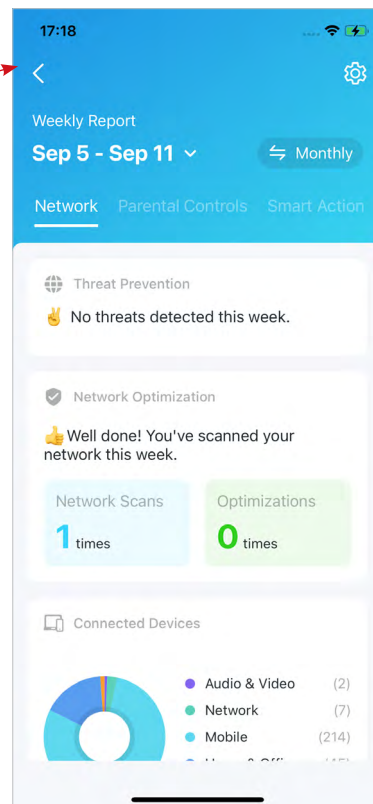 17:18
Weekly Report
Sep 5 - Sep 11
Monthly
Network Parental Controls Smart Action
Threat Prevention
✌️ No threats detected this week.
Network Optimization
👍Well done! You've scanned your
network this week.
Network Scans Optimizations
1 times 0 times
Connected Devices
Audio & Video (2)
Network (7)
Mobile (214)